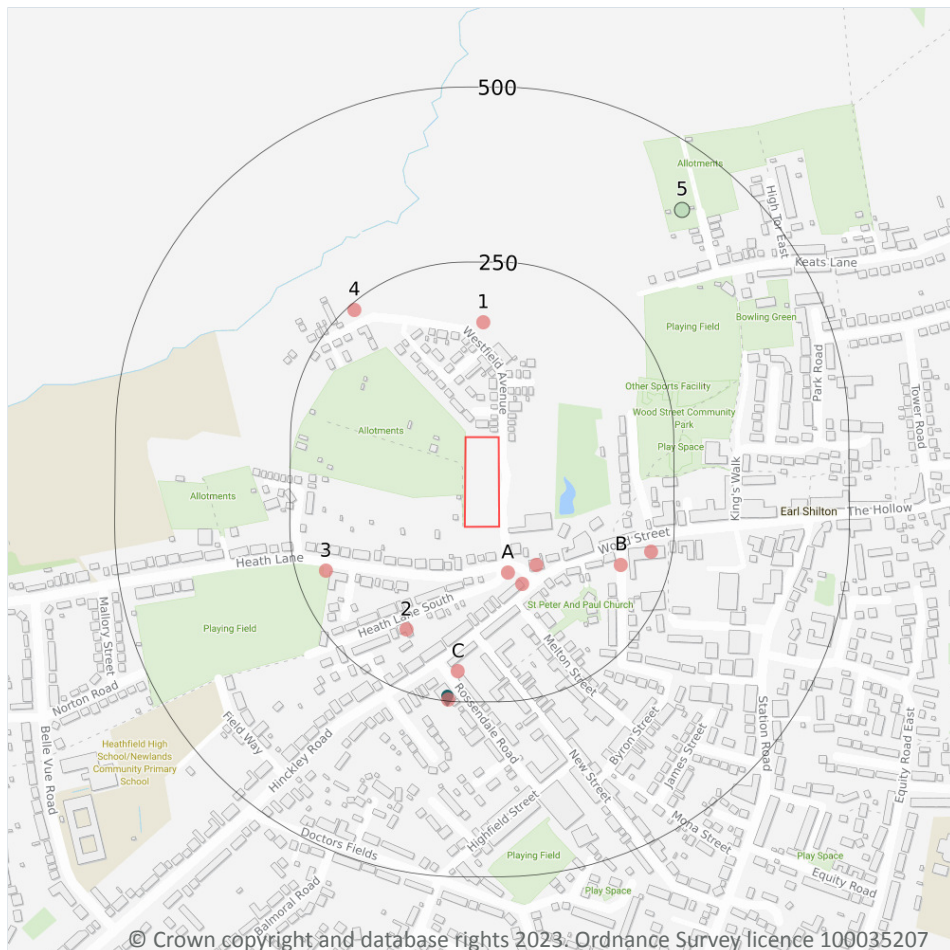 500
Allotments
5
High Tor East
Keats Lane
250
4
1
Bowling Green
Playing Field
Westfield Avenue
Park Road
Other Sports Facility
Tower Road
Wood Street Community
Park
Allotments
Play Space
King's Walk
Allotments
Earl Shilton
The Hollow
Wood Street
A
B
3
Heath Lane
Mallory Street
2
Heath Lane South
St Peter And Paul Church
Playing Field
C
Melton Street
Norton Road
Rossendale Road
Field Way
Station Road
Byron Street
Belle Vue Road
Heathfield High
School/Newlands
Community Primary
School
Hinckley Road
James Street
Equity Road East
New Street
Highfield Street
Mona Street
Doctors Fields
Playing Field
Play Space
Equity Road
Balmoral Road
Play Space
© Crown copyright and database rights 2023. Ordnance Survey licence 100035207